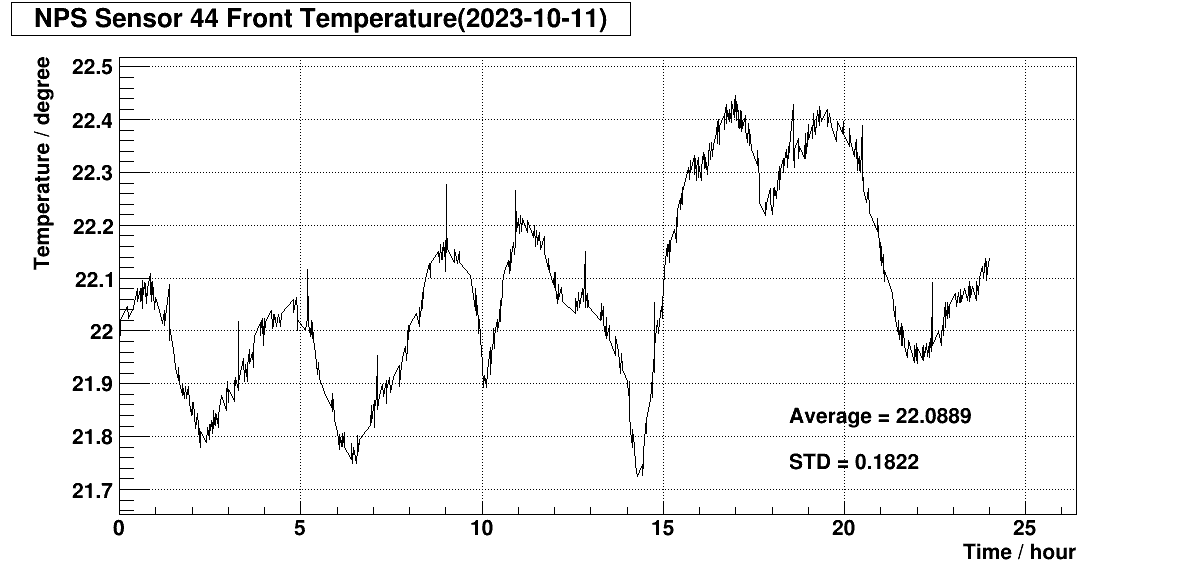 NPS Sensor 44 Front Temperature(2023-10-11)
Temperature / degree
22.5
22.4
22.3
22.2
22.1
22
21.9
21.8
21.7
Average = 22.0889
STD = 0.1822
0 5 10 15 20 25
Time / hour